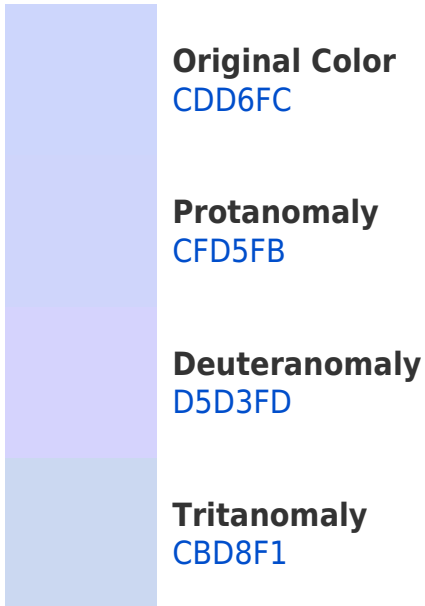 Original Color
CDD6FC
Protanomaly
CFD5FB
Deuteranomaly
D5D3FD
Tritanomaly
CBD8F1